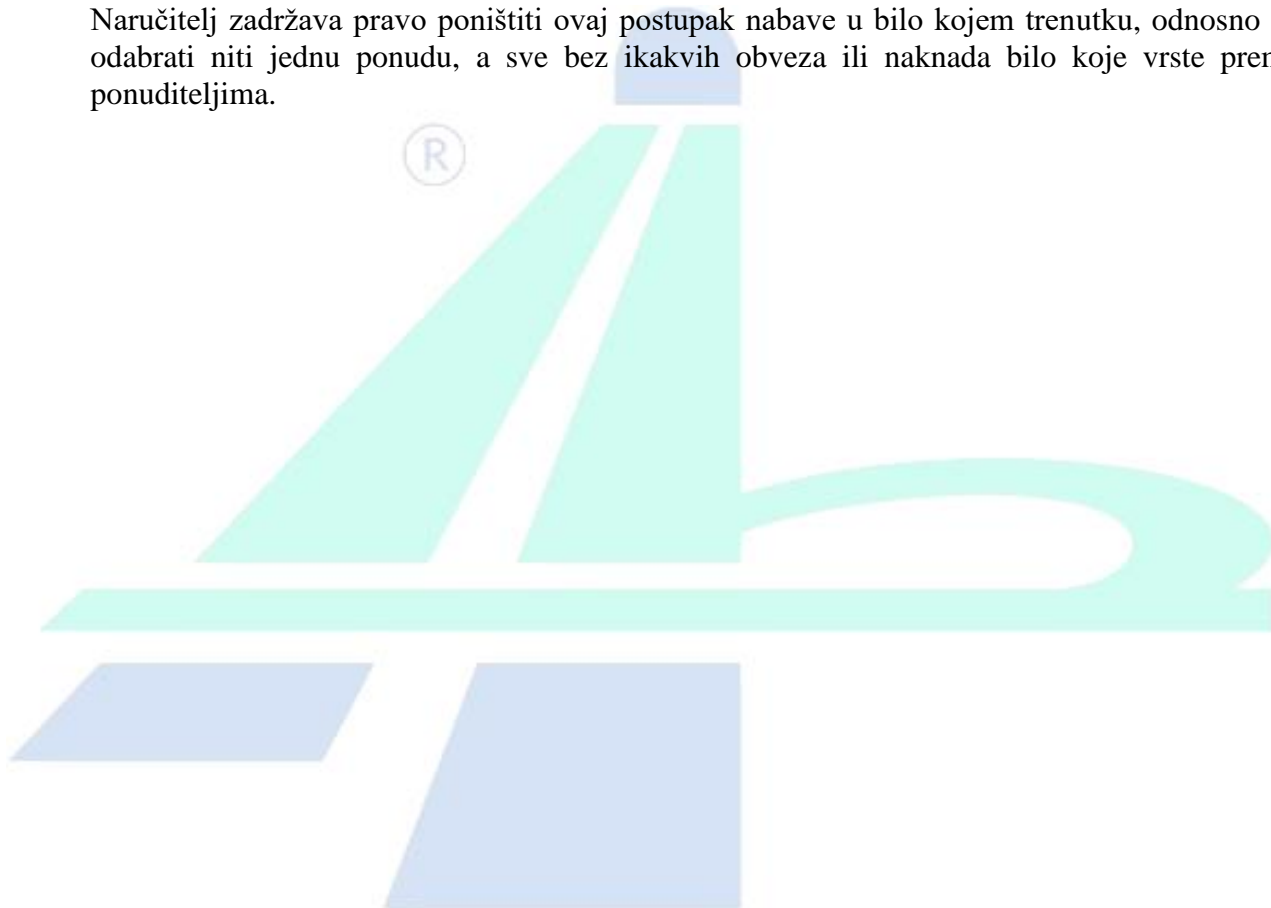 Naručitelj zadržava pravo poništiti ovaj postupak nabave u bilo kojem trenutku, odnosno
odabrati niti jednu ponudu, a sve bez ikakvih obveza ili naknada bilo koje vrste
ponuditeljima.
®